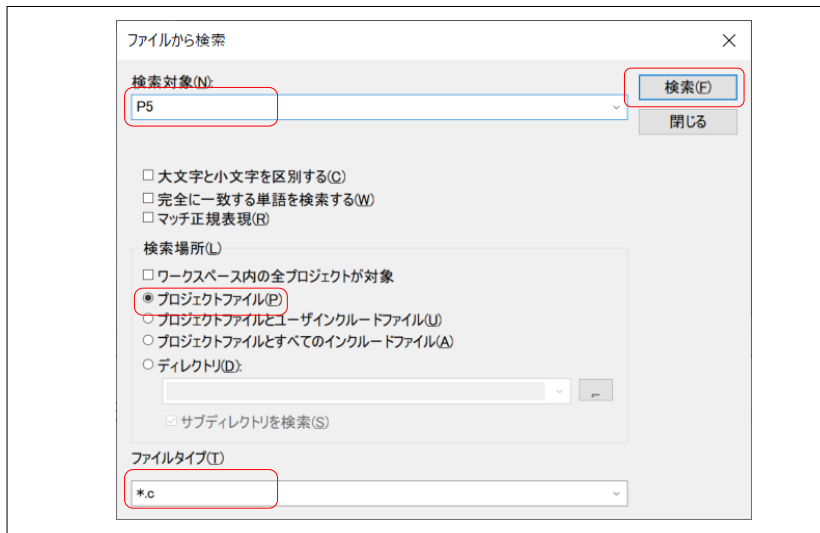 ファイルから検索
検索対象(N):
P5
検索(F)
閉じる
大文字と小文字を区別する(C)
完全に一致する単語を検索する(W)
マッチ正規表現(R)
検索場所(L)
ワークスペース内の全プロジェクトが対象
プロジェクトファイル(P)
プロジェクトファイルとユーザインクルードファイル(U)
プロジェクトファイルとすべてのインクルードファイル(A)
ディレクトリ(D):
...
サブディレクトリを検索(S)
ファイルタイプ(T)
*.c